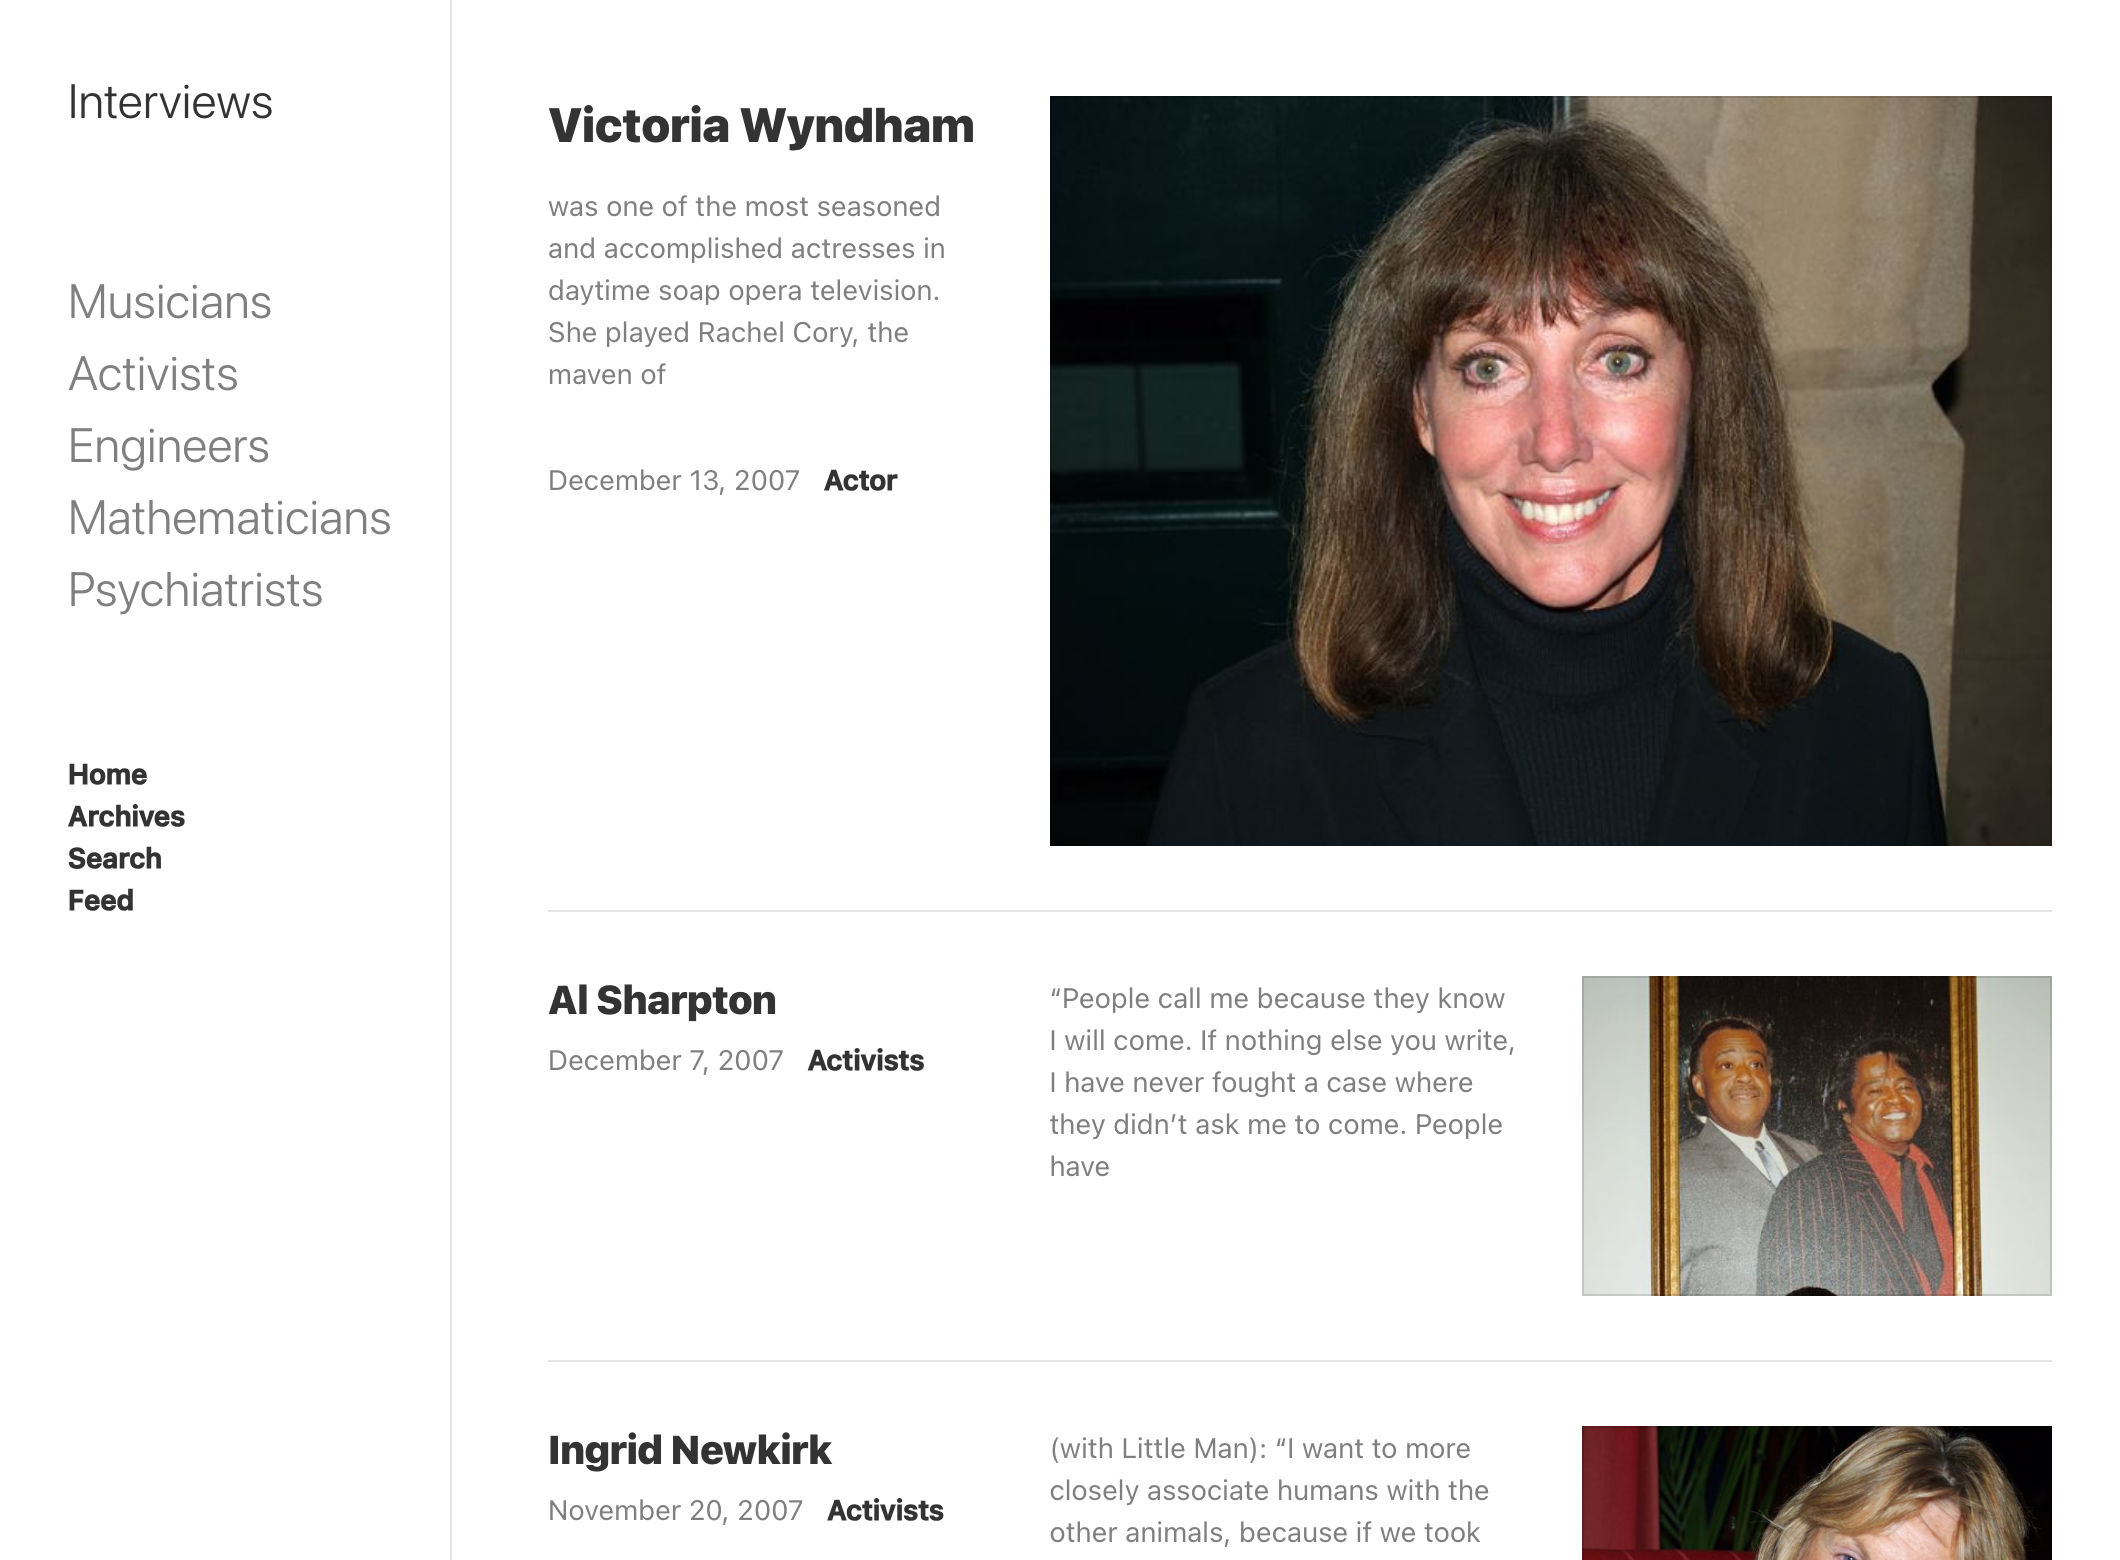 Interviews
Musicians
Activists
Engineers
Mathematicians
Psychiatrists
Home
Archives
Search
Feed
Victoria Wyndham
was one of the most seasoned
and accomplished actresses in
daytime soap opera television.
She played Rachel Cory, the
maven of
December 13, 2007 Actor
Al Sharpton
December 7, 2007 Activists
“People call me because they know
I will come. If nothing else you write,
I have never fought a case where
they didn’t ask me to come. People
have
Ingrid Newkirk
November 20, 2007 Activists
(with Little Man): “I want to more
closely associate humans with the
other animals, because if we took